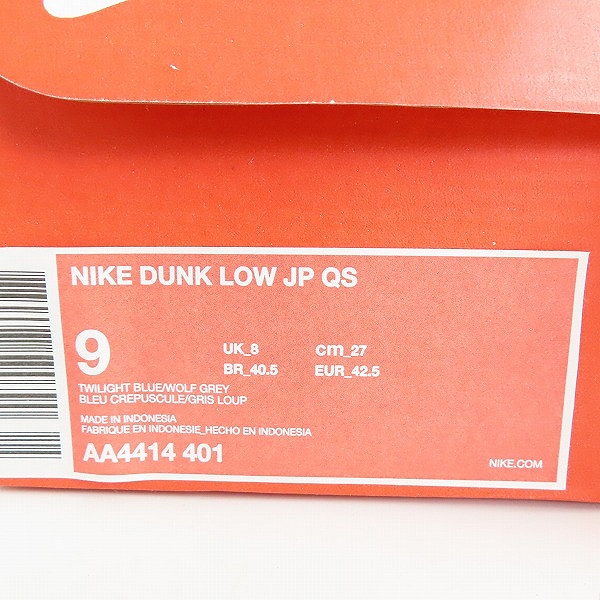 NIKE DUNK LOW JP QS
9
UK_8 cm_27
BR_40.5 EUR_42.5
TWILIGHT BLUE/WOLF GREY
BLEU CREPUSCULE/GRIS LOUP
MADE IN INDONESIA
FABRIQUE EN INDONESIE_HECHO EN INDONESIA
AA4414 401
NIKE.COM